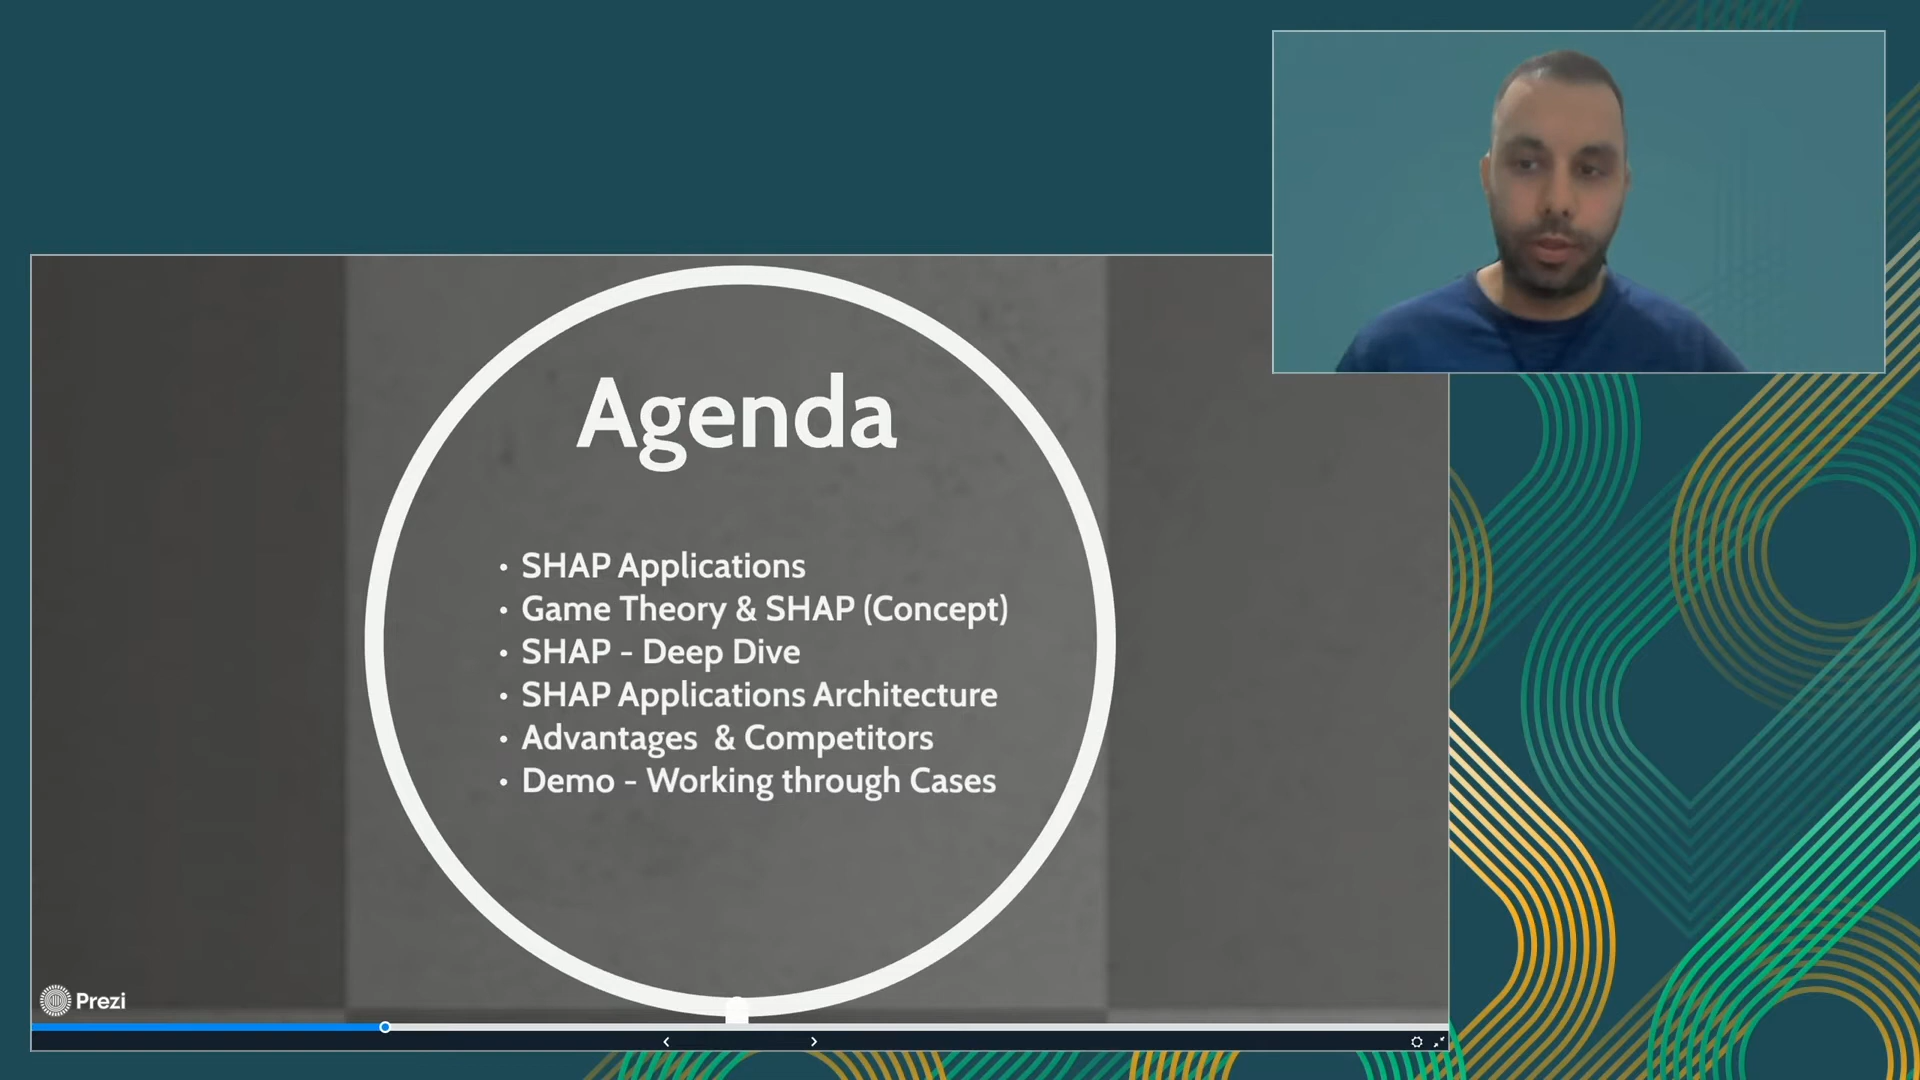 Agenda
• SHAP Applications
• Game Theory & SHAP (Concept)
• SHAP - Deep Dive
• SHAP Applications Architecture
• Advantages & Competitors
• Demo - Working through Cases
Prezi